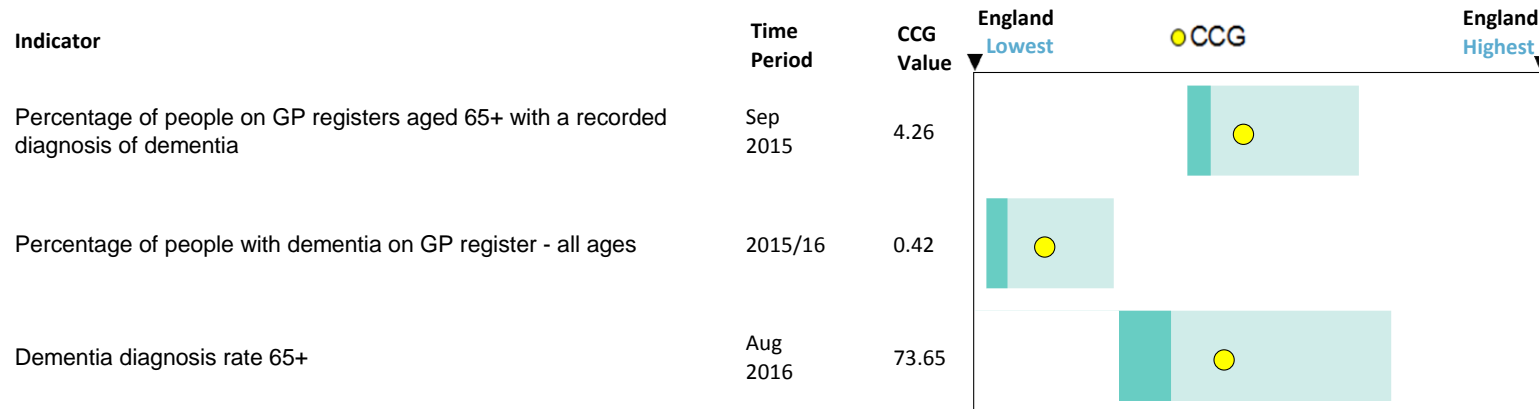 Indicator
Time
Period
CCG
Value
England
Lowest
CCG
England
Highest
Percentage of people on GP registers aged 65+ with a recorded
diagnosis of dementia
Sep
2015
4.26
Percentage of people with dementia on GP register - all ages
2015/16
0.42
Dementia diagnosis rate 65+
Aug
2016
73.65